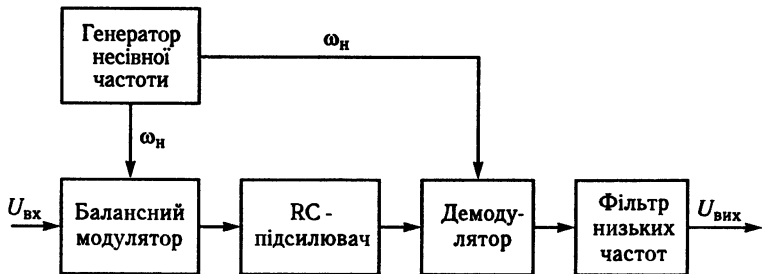 Генератор
несівної
частоти
ωн
ωн
Uвх
Балансний
модулятор
RC -
підсилювач
Демоду-
лятор
Фільтр
низьких
частот
Uвих